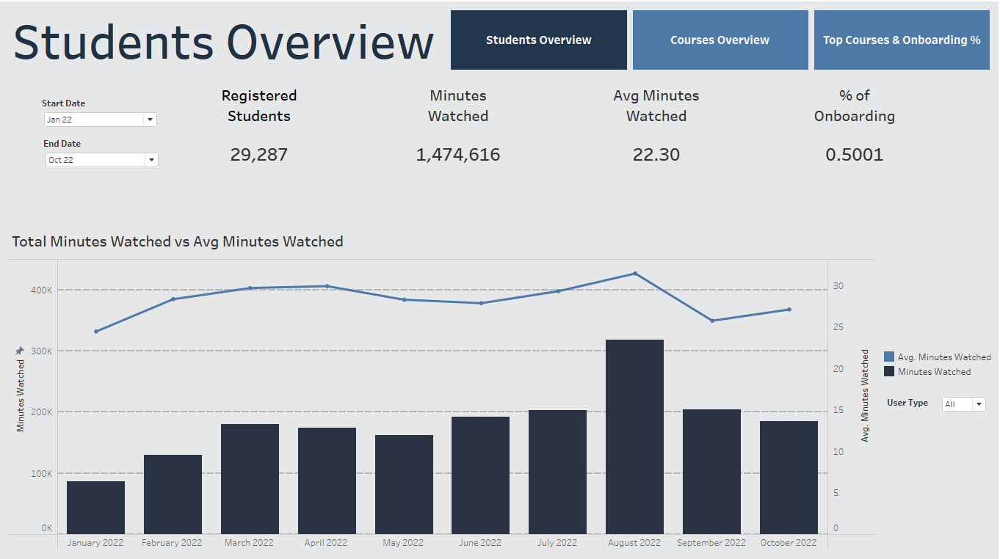 Students Overview
Students Overview
Courses Overview
Top Courses & Onboarding %
Start Date
Jan 22
End Date
Oct 22
Registered
Students
29,287
Minutes
Watched
1,474,616
Avg Minutes
Watched
22.30
% of
Onboarding
0.5001
Total Minutes Watched vs Avg Minutes Watched
Minutes Watched
400K
300K
200K
100K
0K
30
25
20
15
10
5
0
Avg. Minutes Watched
January 2022
February 2022
March 2022
April 2022
May 2022
June 2022
July 2022
August 2022
September 2022
October 2022
Avg. Minutes Watched
Minutes Watched
User Type
All